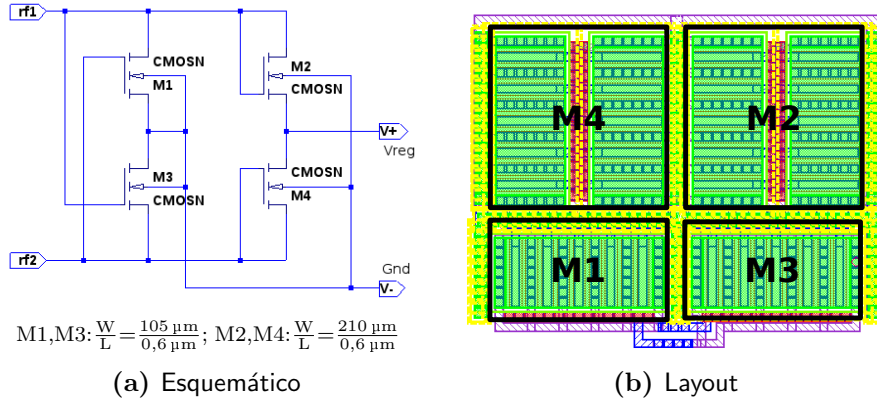 rf1
CMOSN
M1
M2
CMOSN
V+
Vreg
M3
CMOSN
CMOSN
M4
rf2
Gnd
V-
M1,M3: W/L = 105 µm/0,6 µm; M2,M4: W/L = 210 µm/0,6 µm
(a) Esquemático
M4
M2
M1
M3
(b) Layout